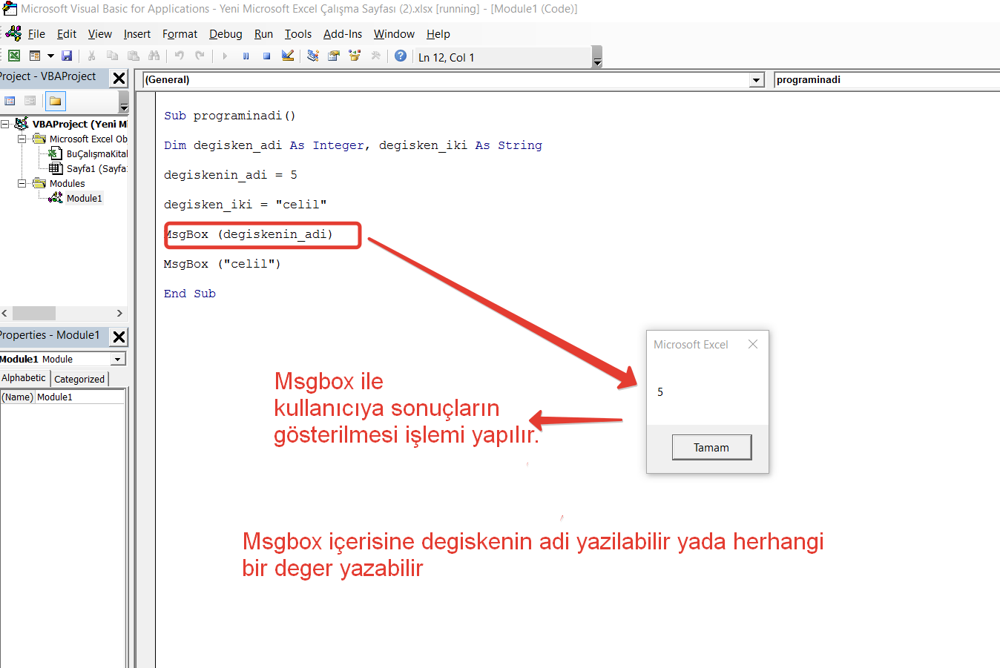 Microsoft Visual Basic for Applications - Yeni Microsoft Excel Çalışma Sayfası (2).xlsx [running] - [Module1 (Code)]
File Edit View Insert Format Debug Run Tools Add-Ins Window Help
Ln 12, Col 1
Project - VBAProject
(General)
programinadi
VBAProject (Yeni Mi
Microsoft Excel Ob
BuÇalışmaKital
Sayfa1 (Sayfa1
Modules
Module1
Properties - Module1
Module1 Module
Alphabetic Categorized
(Name) Module1
Sub programinadi()
Dim degisken_adi As Integer, degisken_iki As String
degiskenin_adi = 5
degisken_iki = "celil"
MsgBox (degiskenin_adi)
MsgBox ("celil")
End Sub
Microsoft Excel
5
Tamam
Msgbox ile
kullanıcıya sonuçların
gösterilmesi işlemi yapılır.
Msgbox içerisine degiskenin adi yazilabilir yada herhangi
bir deger yazabilir